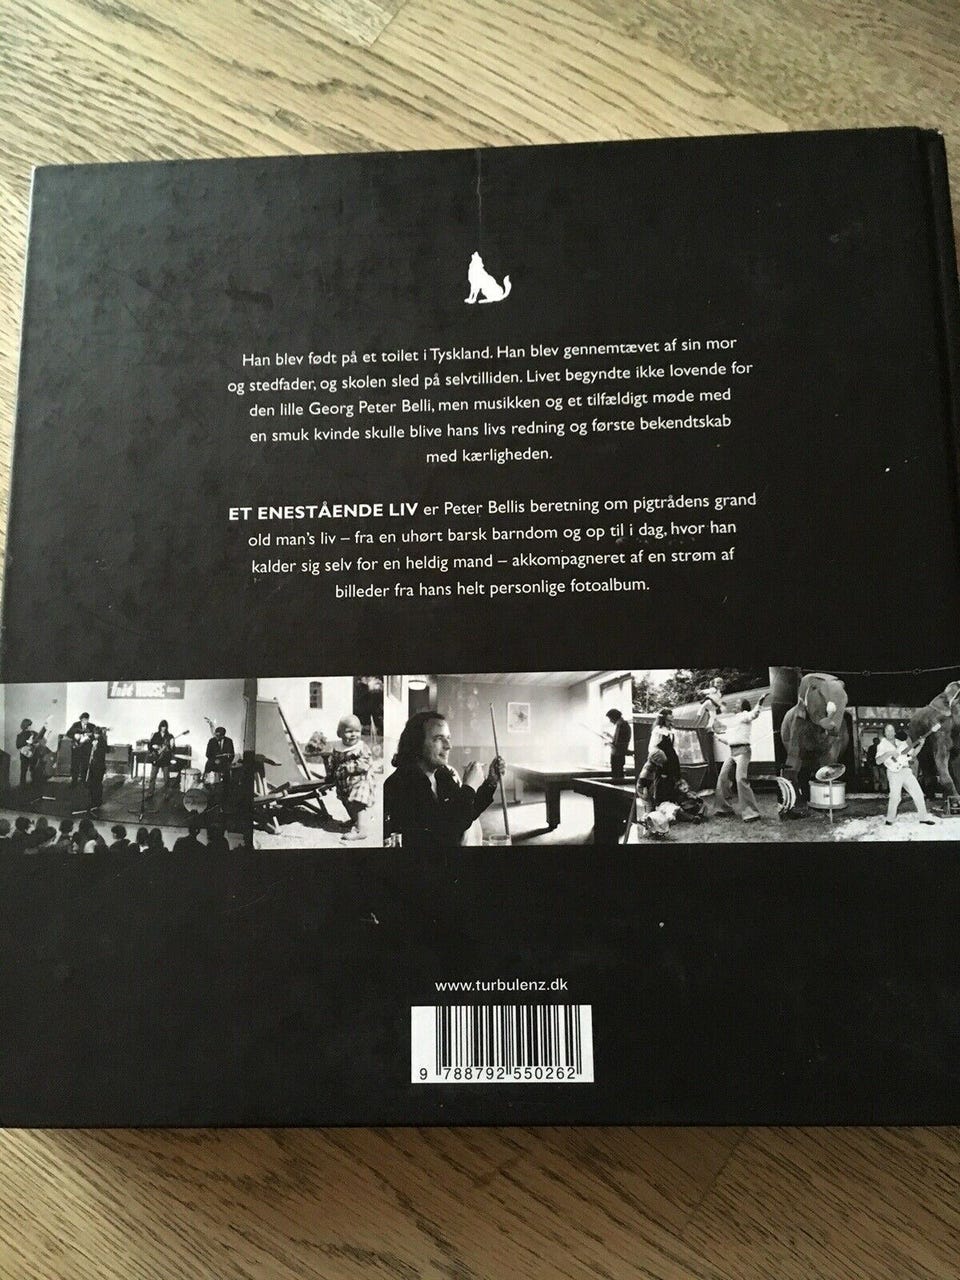 Han blev født på et toilet i Tyskland. Han blev gennemtævet af sin mor
og stedfader, og skolen sled på selvtilliden. Livet begyndte ikke lovende for
den lille Georg Peter Belli, men musikken og et tilfældigt møde med
en smuk kvinde skulle blive hans livs redning og første bekendtskab
med kærligheden.
ET ENESTÅENDE LIV er Peter Bellis beretning om pigtrådens grand
old man's liv – fra en uhørt barsk barndom og op til i dag, hvor han
kalder sig selv for en heldig mand – akkompagneret af en strøm af
billeder fra hans helt personlige fotoalbum.
HOUSE
www.turbulenz.dk
9 788792 550262